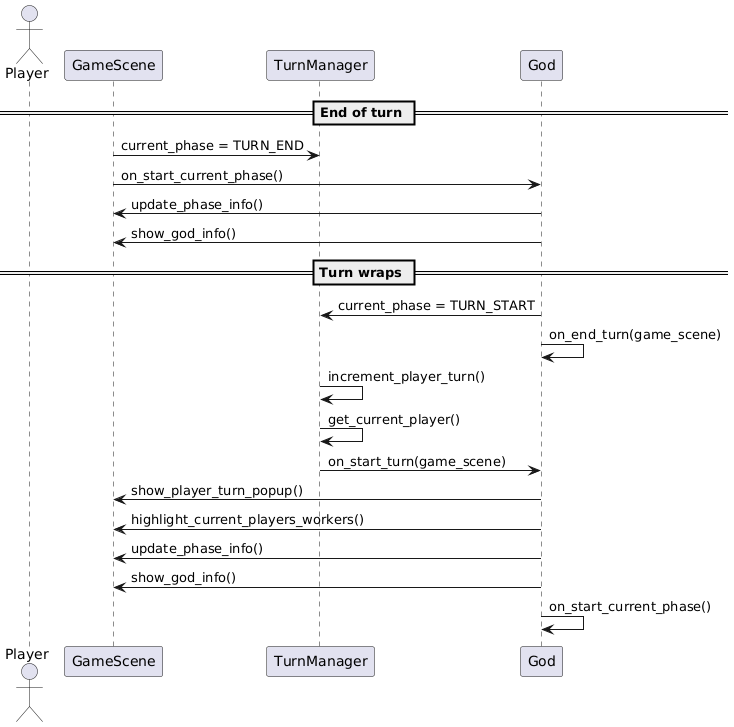 Player
GameScene
TurnManager
God
End of turn
current_phase = TURN_END
on_start_current_phase()
update_phase_info()
show_god_info()
Turn wraps
current_phase = TURN_START
on_end_turn(game_scene)
increment_player_turn()
get_current_player()
on_start_turn(game_scene)
show_player_turn_popup()
highlight_current_players_workers()
update_phase_info()
show_god_info()
on_start_current_phase()
Player
GameScene
TurnManager
God